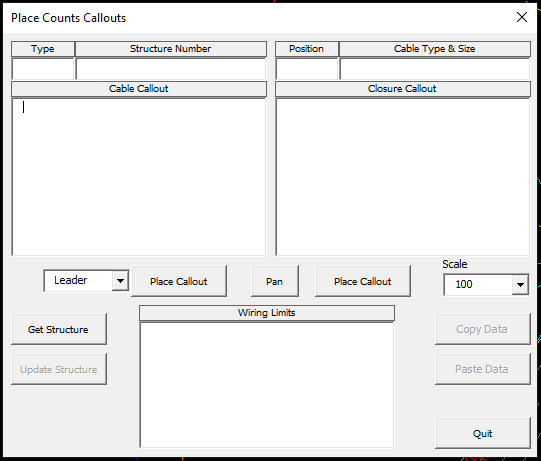 Place Counts Callouts
Type Structure Number Position Cable Type & Size
Cable Callout Closure Callout
Scale
Leader Place Callout Pan Place Callout 100
Wiring Limits
Get Structure Copy Data
Update Structure Paste Data
Quit